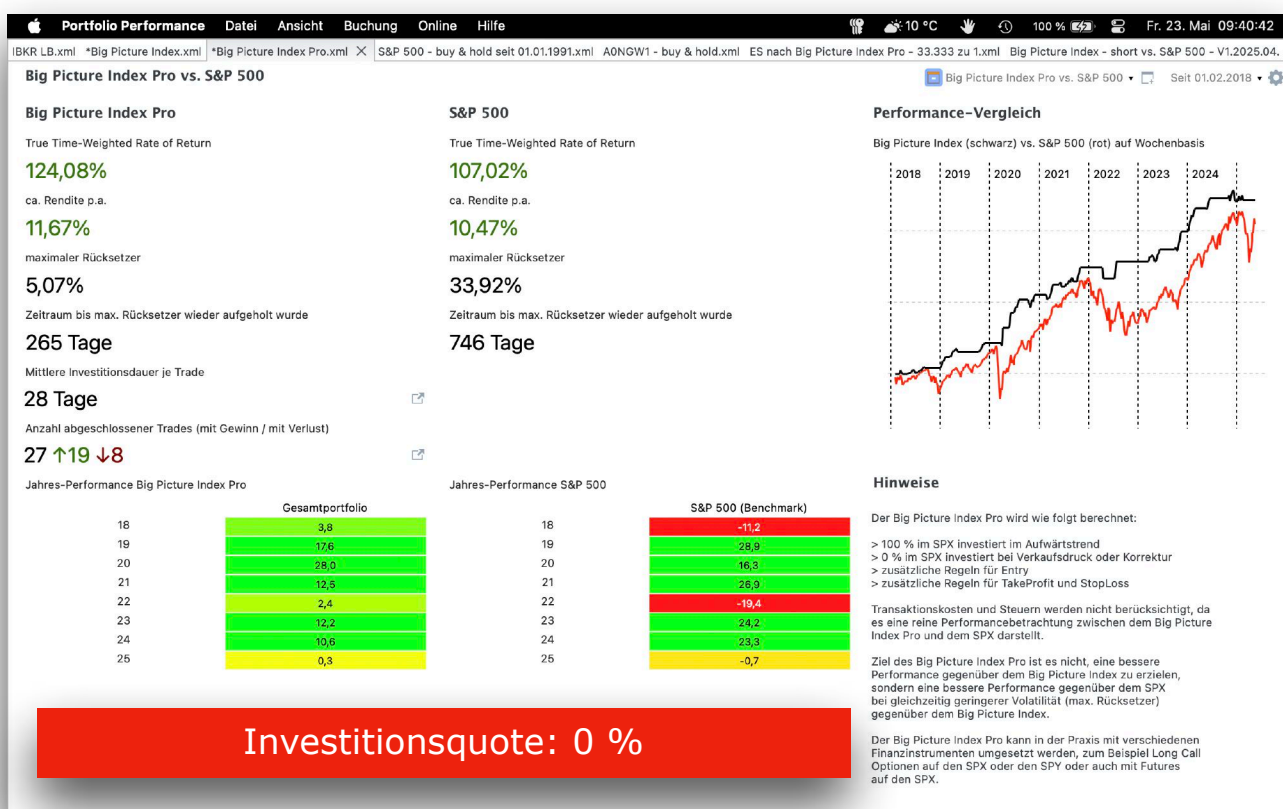 Portfolio Performance Datei Ansicht Buchung Online Hilfe 10 °C 100 % Fr. 23. Mai 09:40:42
IBKR LB.xml *Big Picture Index.xml *Big Picture Index Pro.xml S&P 500 - buy & hold seit 01.01.1991.xml A0NGW1 - buy & hold.xml ES nach Big Picture Index Pro - 33.333 zu 1.xml Big Picture Index - short vs. S&P 500 - V1.2025.04.
Big Picture Index Pro vs. S&P 500
Big Picture Index Pro vs. S&P 500 Seit 01.02.2018
Big Picture Index Pro
True Time-Weighted Rate of Return
124,08%
ca. Rendite p.a.
11,67%
maximaler Rücksetzer
5,07%
Zeitraum bis max. Rücksetzer wieder aufgeholt wurde
265 Tage
Mittlere Investitionsdauer je Trade
28 Tage
Anzahl abgeschlossener Trades (mit Gewinn / mit Verlust)
27 ↑19 ↓8
Jahres-Performance Big Picture Index Pro
Gesamtportfolio
18 3,8
19 17,6
20 28,0
21 12,5
22 2,4
23 12,2
24 10,6
25 0,3
S&P 500
True Time-Weighted Rate of Return
107,02%
ca. Rendite p.a.
10,47%
maximaler Rücksetzer
33,92%
Zeitraum bis max. Rücksetzer wieder aufgeholt wurde
746 Tage
Jahres-Performance S&P 500
S&P 500 (Benchmark)
18 -11,2
19 28,9
20 16,3
21 26,9
22 -19,4
23 24,2
24 23,3
25 -0,7
Performance-Vergleich
Big Picture Index (schwarz) vs. S&P 500 (rot) auf Wochenbasis
2018 2019 2020 2021 2022 2023 2024
Hinweise
Der Big Picture Index Pro wird wie folgt berechnet:
> 100 % im SPX investiert im Aufwärtstrend
> 0 % im SPX investiert bei Verkaufsdruck oder Korrektur
> zusätzliche Regeln für Entry
> zusätzliche Regeln für TakeProfit und StopLoss
Transaktionskosten und Steuern werden nicht berücksichtigt, da
es eine reine Performancebetrachtung zwischen dem Big Picture
Index Pro und dem SPX darstellt.
Ziel des Big Picture Index Pro ist es nicht, eine bessere
Performance gegenüber dem Big Picture Index zu erzielen,
sondern eine bessere Performance gegenüber dem SPX
bei gleichzeitig geringerer Volatilität (max. Rücksetzer)
gegenüber dem Big Picture Index.
Der Big Picture Index Pro kann in der Praxis mit verschiedenen
Finanzinstrumenten umgesetzt werden, zum Beispiel Long Call
Optionen auf den SPX oder den SPY oder auch mit Futures
auf den SPX.
Investitionsquote: 0 %